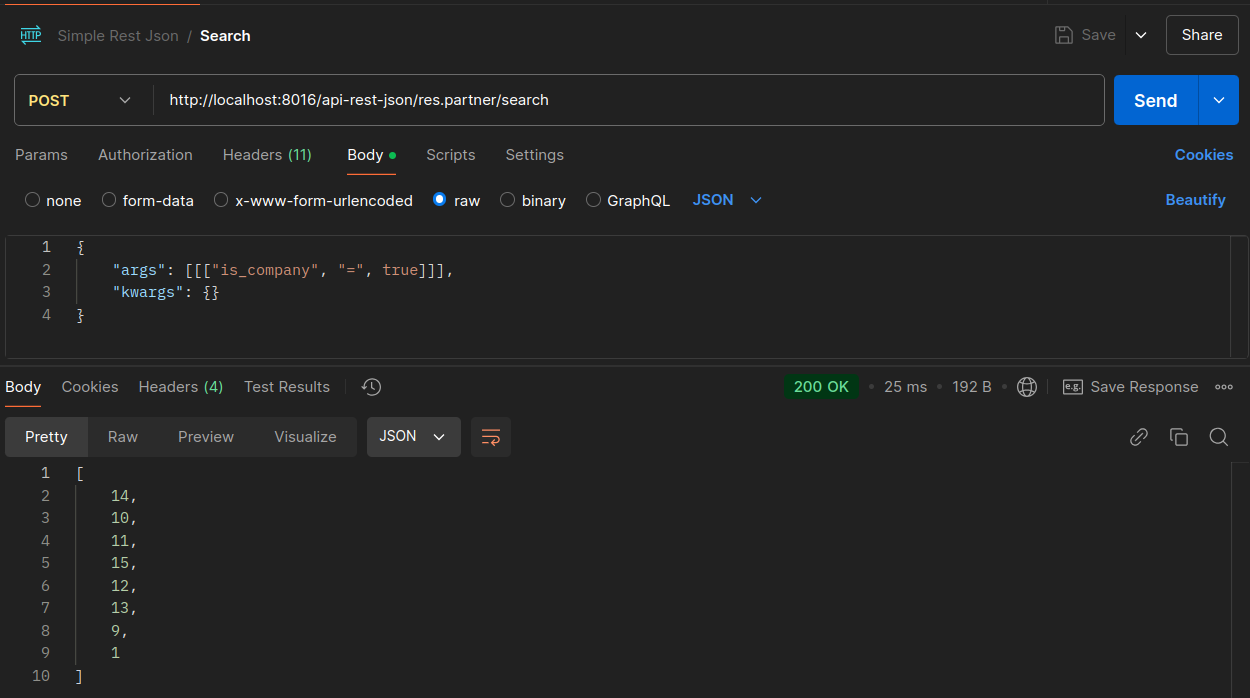 HTTP Simple Rest Json / Search Save Share
POST http://localhost:8016/api-rest-json/res.partner/search Send
Params Authorization Headers (11) Body Scripts Settings Cookies
none form-data x-www-form-urlencoded raw binary GraphQL JSON Beautify
1 {
2 "args": [[["is_company", "=", true]]],
3 "kwargs": {}
4 }
Body Cookies Headers (4) Test Results 200 OK 25 ms 192 B e.g. Save Response
Pretty Raw Preview Visualize JSON
1 [
2 14,
3 10,
4 11,
5 15,
6 12,
7 13,
8 9,
9 1
10 ]